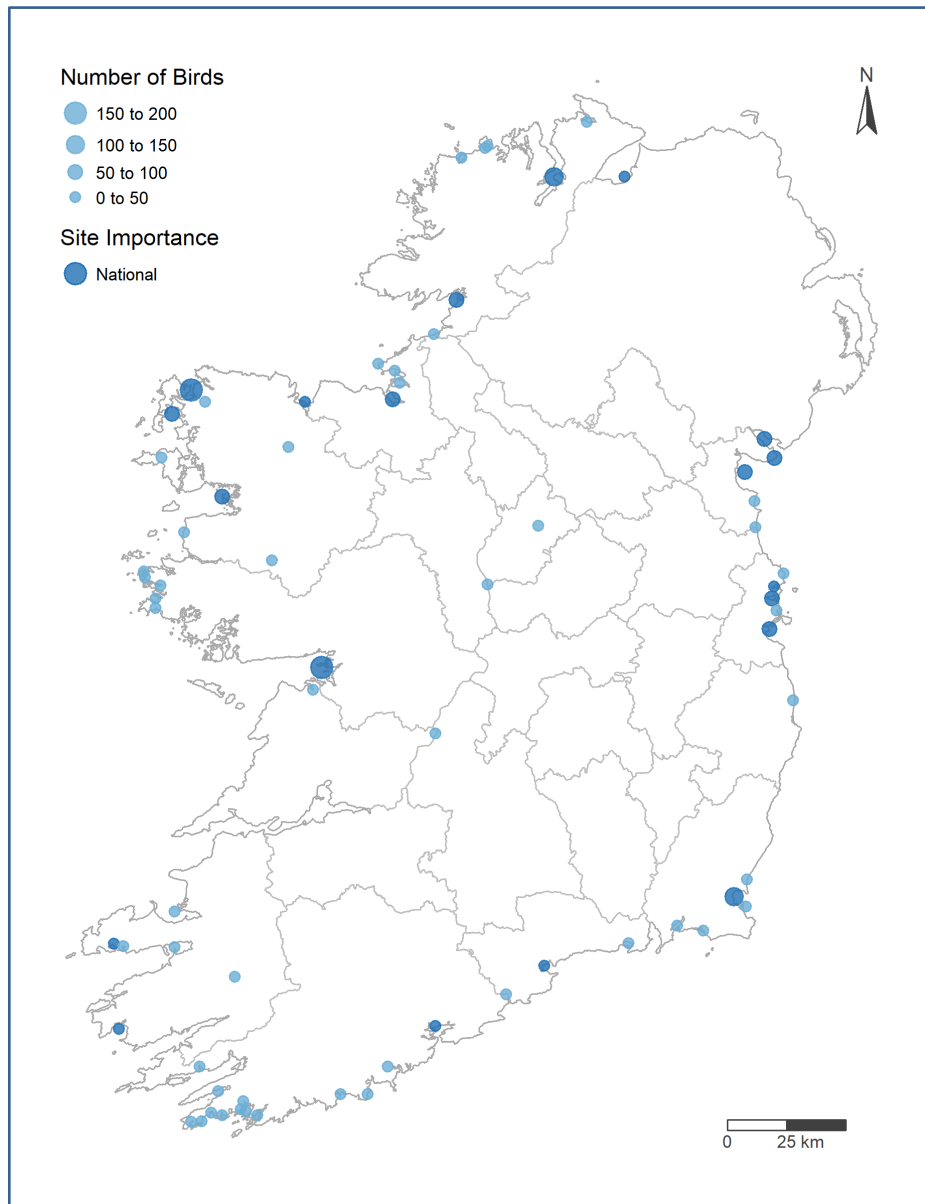 Number of Birds
150 to 200
100 to 150
50 to 100
0 to 50
Site Importance
National
N
0
25 km